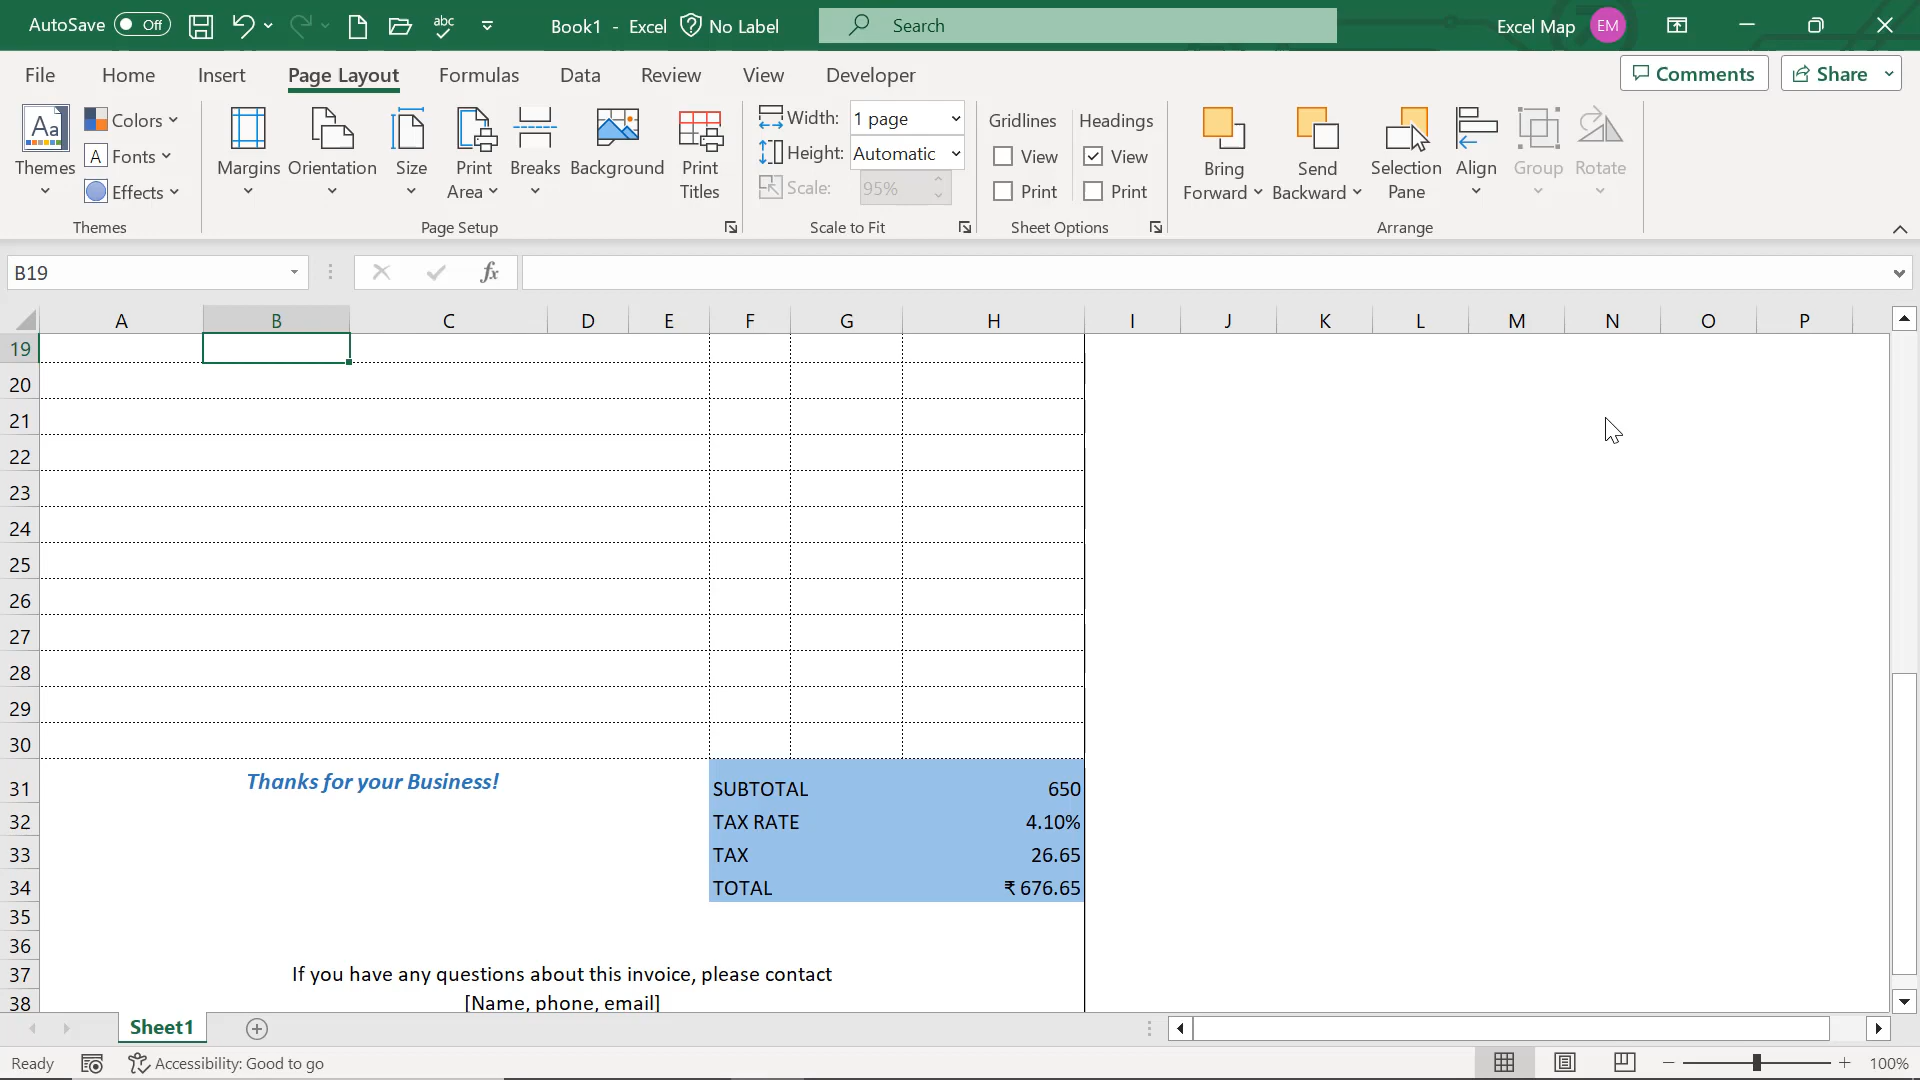 AutoSave Off abc Book1 - Excel No Label Search Excel Map EM
File Home Insert Page Layout Formulas Data Review View Developer Comments Share
Aa Themes Colors A Fonts Effects
Themes
Margins Orientation Size Print Area Breaks Background Print Titles
Page Setup
Width: 1 page
Height: Automatic
Scale: 95%
Scale to Fit
Gridlines Headings
View View
Print Print
Sheet Options
Bring Forward Send Backward Selection Pane Align Group Rotate
Arrange
B19 fx
A B C D E F G H I J K L M N O P
19
20
21
22
23
24
25
26
27
28
29
30
31 Thanks for your Business! SUBTOTAL 650
32 TAX RATE 4.10%
33 TAX 26.65
34 TOTAL ₹ 676.65
35
36
37 If you have any questions about this invoice, please contact
38 [Name, phone, email]
Sheet1
Ready Accessibility: Good to go 100%